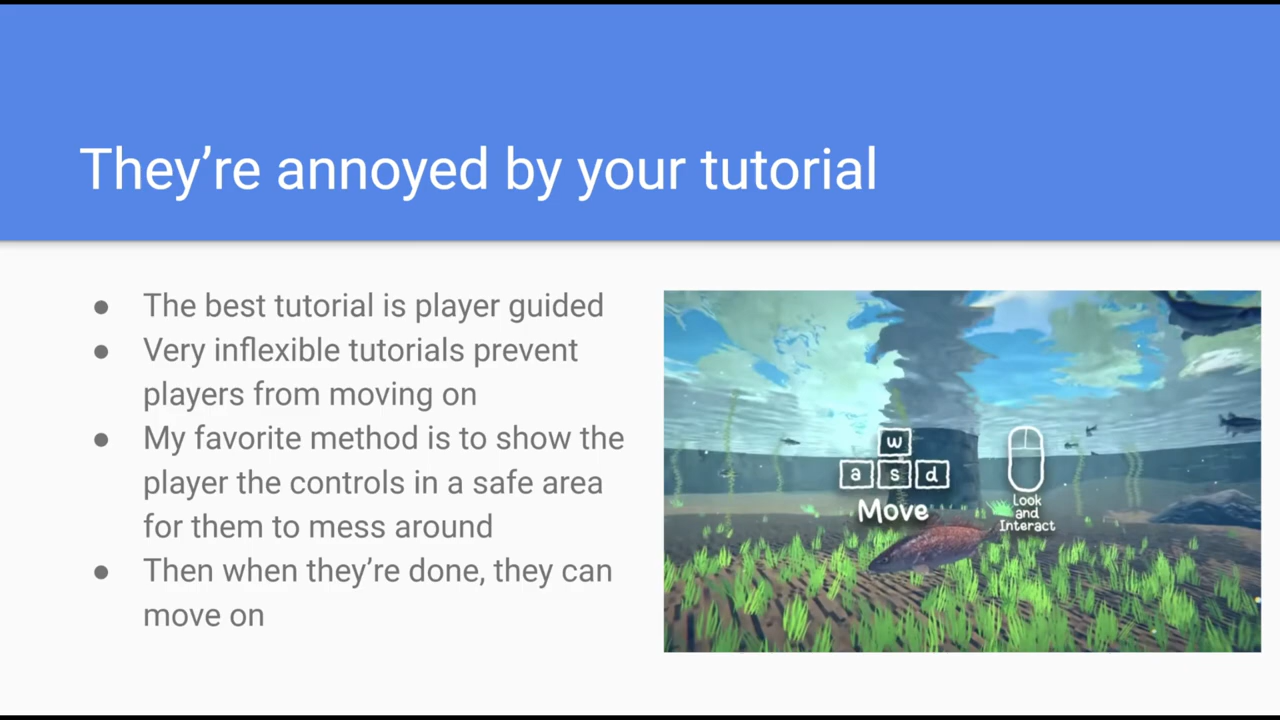 They’re annoyed by your tutorial
● The best tutorial is player guided
● Very inflexible tutorials prevent
players from moving on
● My favorite method is to show the
player the controls in a safe area
for them to mess around
● Then when they’re done, they can
move on
w
a s d
Move
Look
and
Interact